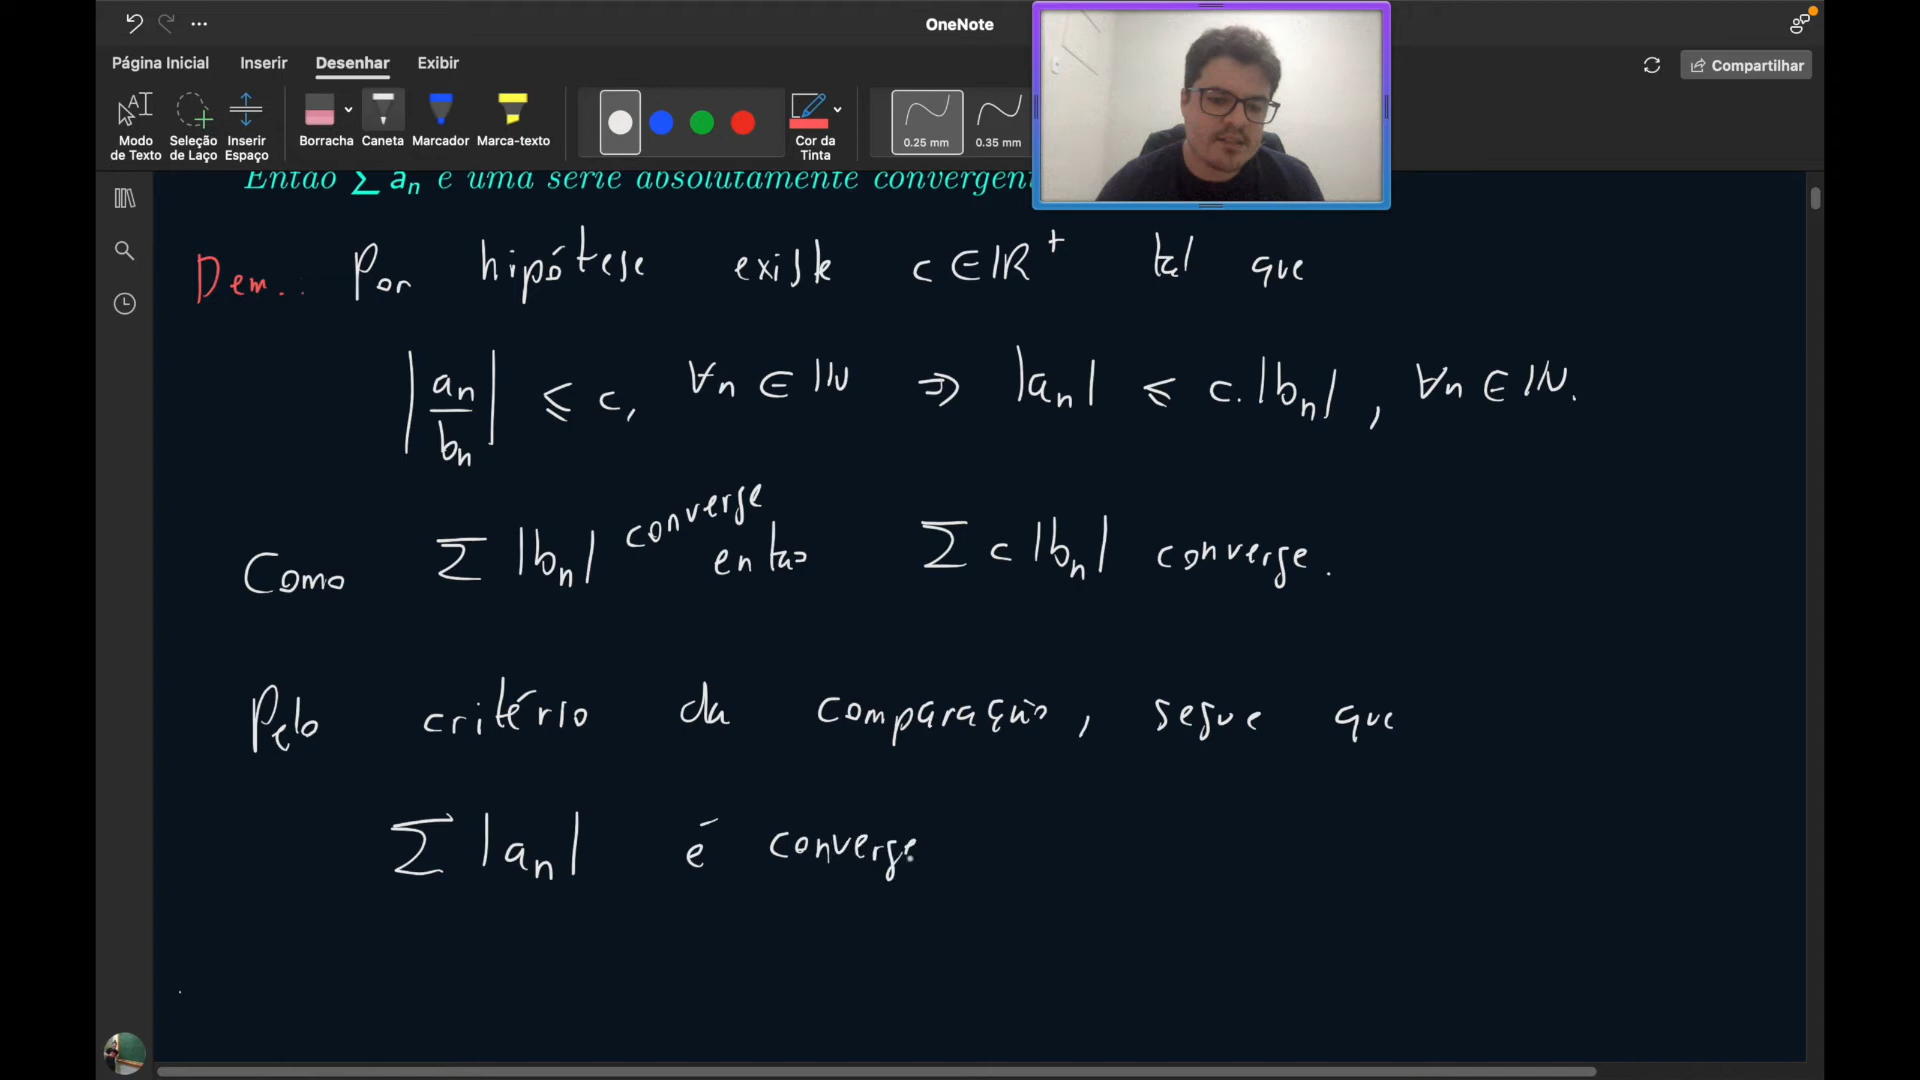 OneNote
Página Inicial Inserir Desenhar Exibir
Compartilhar
Modo de Texto Seleção de Laço Inserir Espaço Borracha Caneta Marcador Marca-texto Cor da Tinta 0.25 mm 0.35 mm
Então ∑ aₙ é uma série absolutamente convergen
Dem.: Por hipótese existe c ∈ ℝ⁺ tal que
|aₙ/bₙ| ≤ c, ∀n ∈ ℕ ⇒ |aₙ| ≤ c.|bₙ|, ∀n ∈ ℕ.
Como ∑ |bₙ| converge então ∑ c |bₙ| converge.
Pelo critério da comparação, segue que
∑ |aₙ| é converge